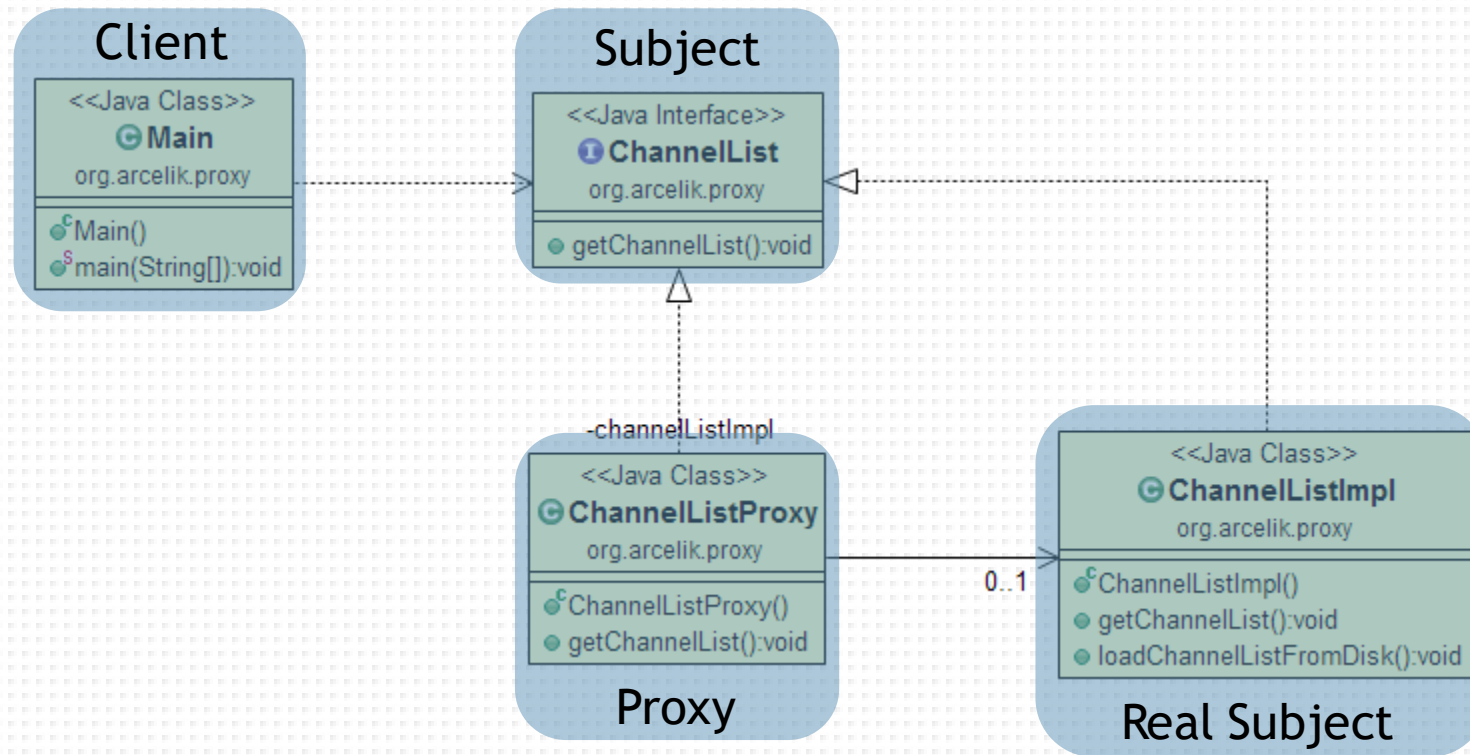 Client
<<Java Class>>
Main
org.arcelik.proxy
Main()
main(String[]):void
Subject
<<Java Interface>>
ChannelList
org.arcelik.proxy
getChannelList():void
-channelListImpl
<<Java Class>>
ChannelListProxy
org.arcelik.proxy
ChannelListProxy()
getChannelList():void
Proxy
0..1
<<Java Class>>
ChannelListImpl
org.arcelik.proxy
ChannelListImpl()
getChannelList():void
loadChannelListFromDisk():void
Real Subject